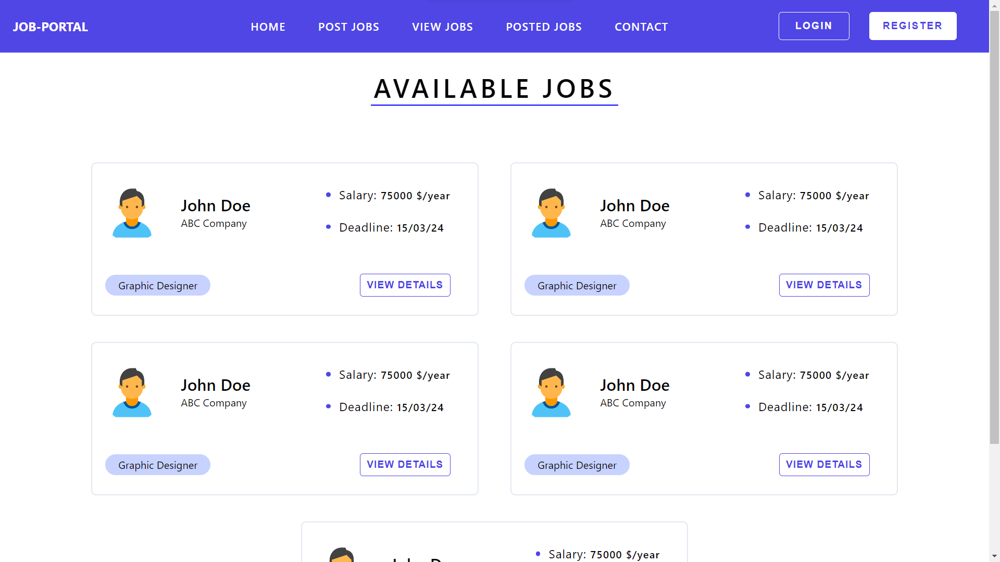 JOB-PORTAL
HOME
POST JOBS
VIEW JOBS
POSTED JOBS
CONTACT
LOGIN
REGISTER
AVAILABLE JOBS
John Doe
ABC Company
Salary: 75000 $/year
Deadline: 15/03/24
Graphic Designer
VIEW DETAILS
John Doe
ABC Company
Salary: 75000 $/year
Deadline: 15/03/24
Graphic Designer
VIEW DETAILS
John Doe
ABC Company
Salary: 75000 $/year
Deadline: 15/03/24
Graphic Designer
VIEW DETAILS
John Doe
ABC Company
Salary: 75000 $/year
Deadline: 15/03/24
Graphic Designer
VIEW DETAILS
Salary: 75000 $/year